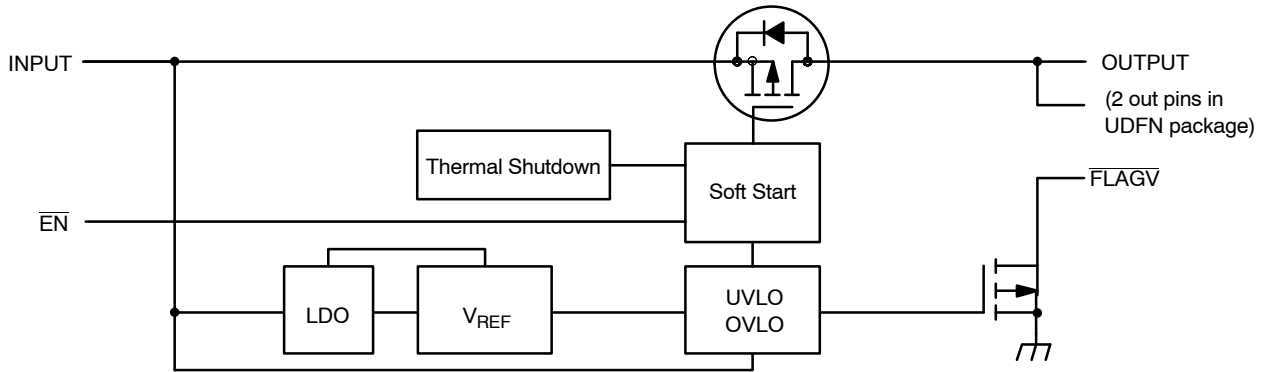 INPUT
OUTPUT
(2 out pins in
UDFN package)
Thermal Shutdown
Soft Start
FLAGV
EN
LDO
VREF
UVLO
OVLO